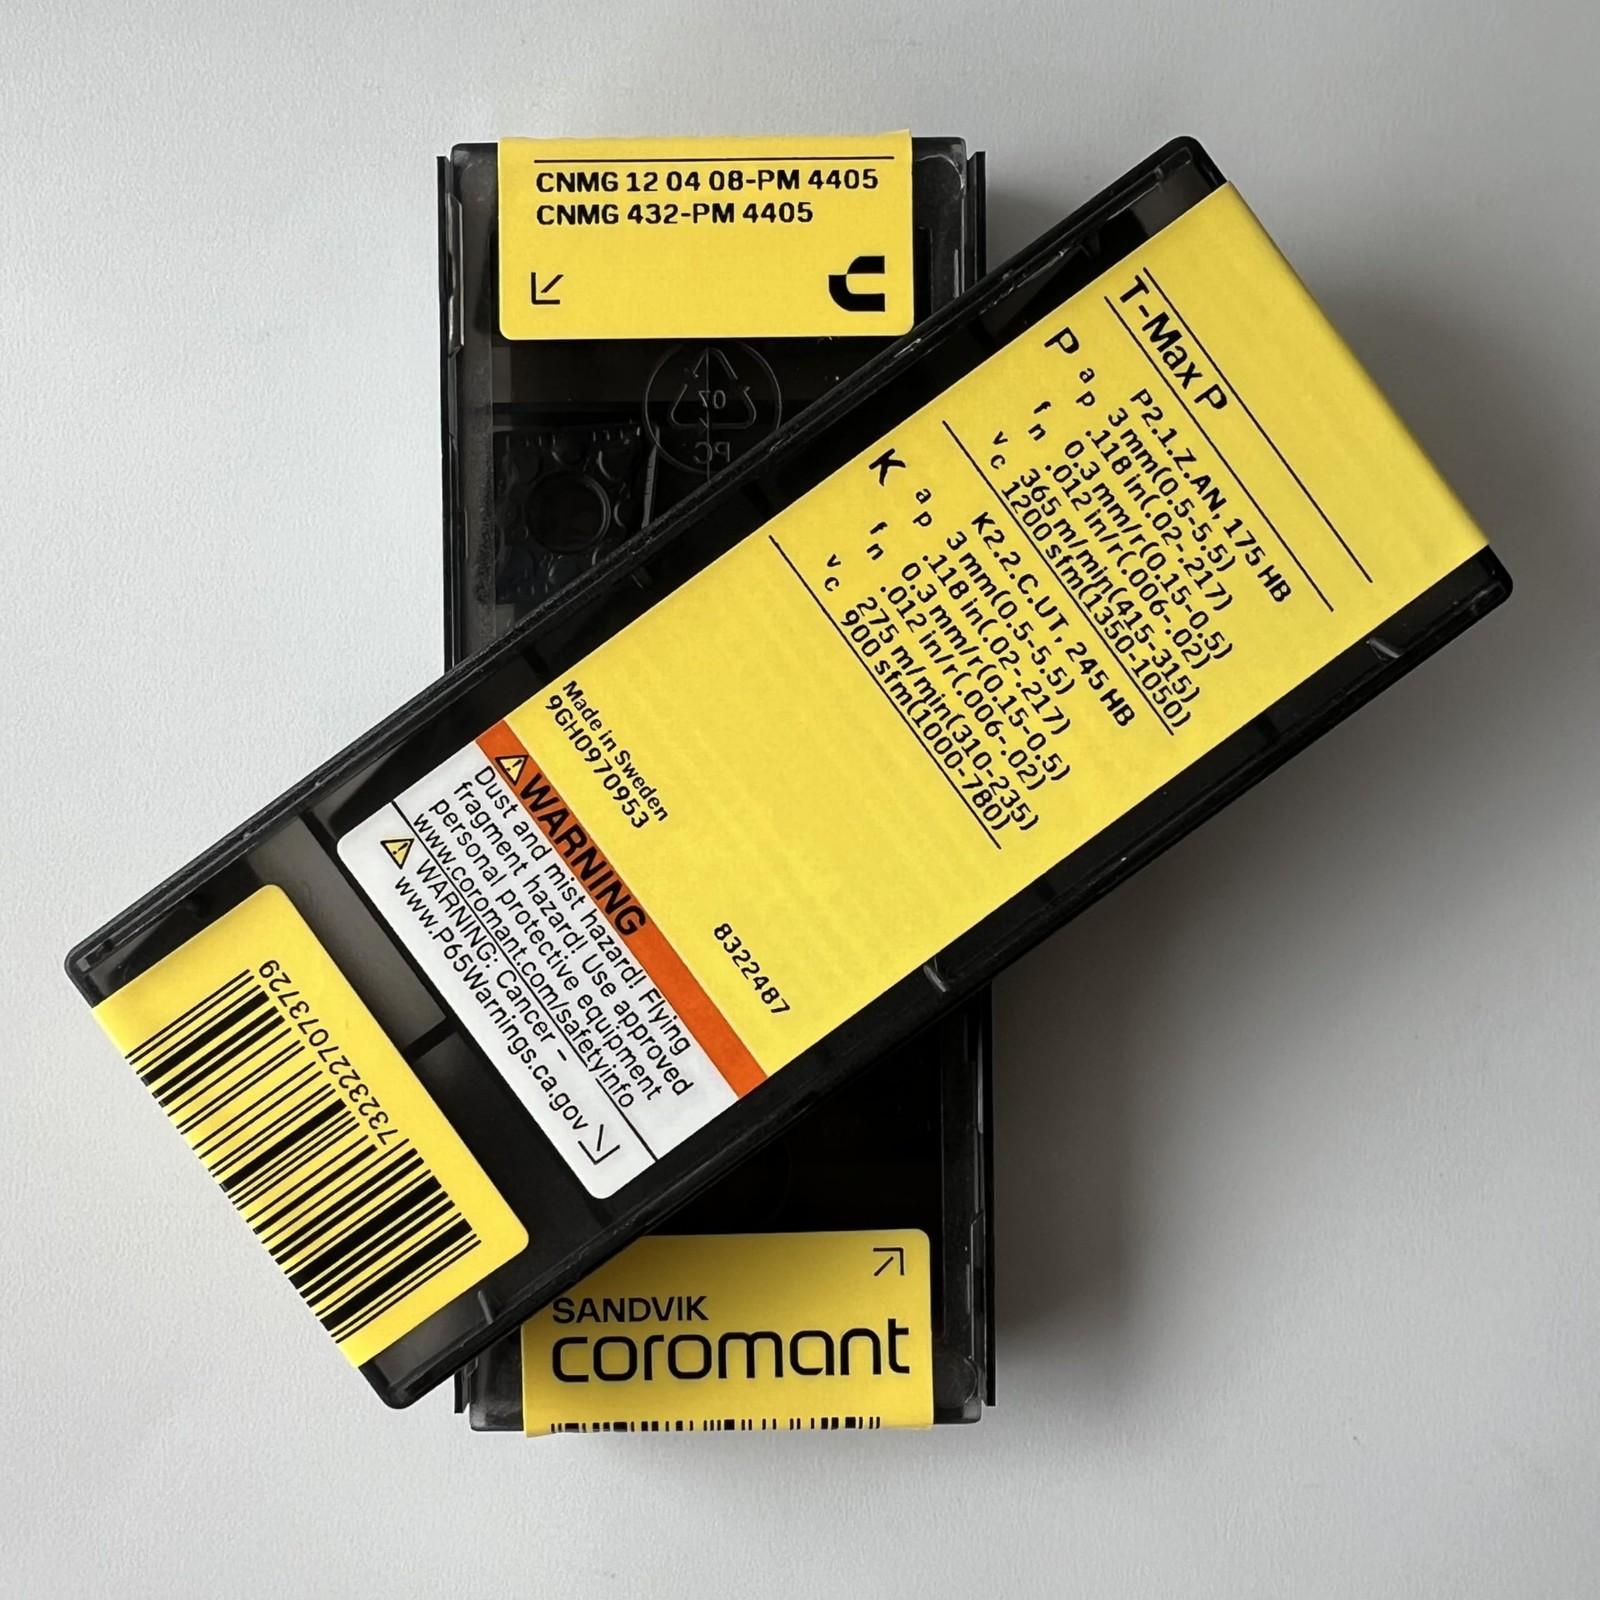 CNMG 12 04 08-PM 4405
CNMG 432-PM 4405
07
PC
T-Max P
P
P2.1.Z.AN, 175 HB
ap 3 mm(0.5-5.5)
.118 in(.02-.217)
fn 0.3 mm/r(0.15-0.5)
.012 in/r(.006-.02)
vc 365 m/min(415-315)
1200 sfm(1350-1050)
K
K2.2.C.UT, 245 HB
ap 3 mm(0.5-5.5)
.118 in(.02-.217)
fn 0.3 mm/r(0.15-0.5)
.012 in/r(.006-.02)
vc 275 m/min(310-235)
900 sfm(1000-780)
Made in Sweden
9GH0970953
8322487
WARNING
Dust and mist hazard! Flying
fragment hazard! Use approved
personal protective equipment
www.coromant.com/safetyinfo
WARNING: Cancer –
www.P65Warnings.ca.gov
7323227073729
SANDVIK
coromant